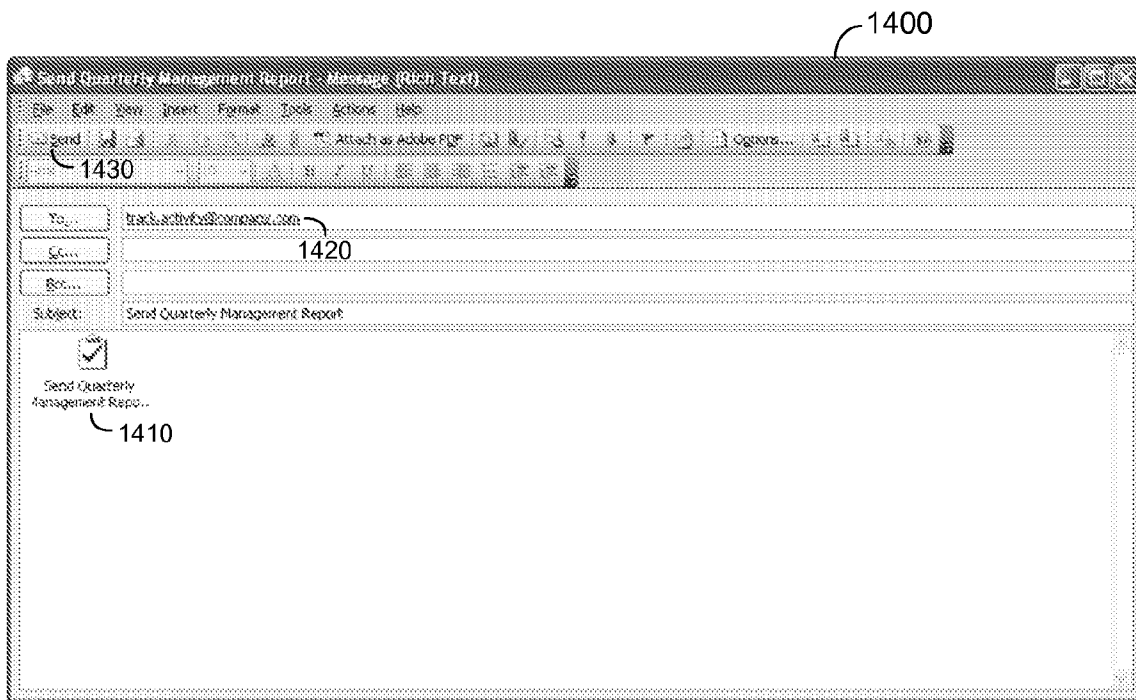 1400
Send Quarterly Management Report - Message (Rich Text)
File Edit View Insert Format Tools Actions Help
Send Attach as Adobe PDF Options...
1430
To... track.activity@company.com
1420
Cc...
Bcc...
Subject: Send Quarterly Management Report
Send Quarterly
Management Repo...
1410